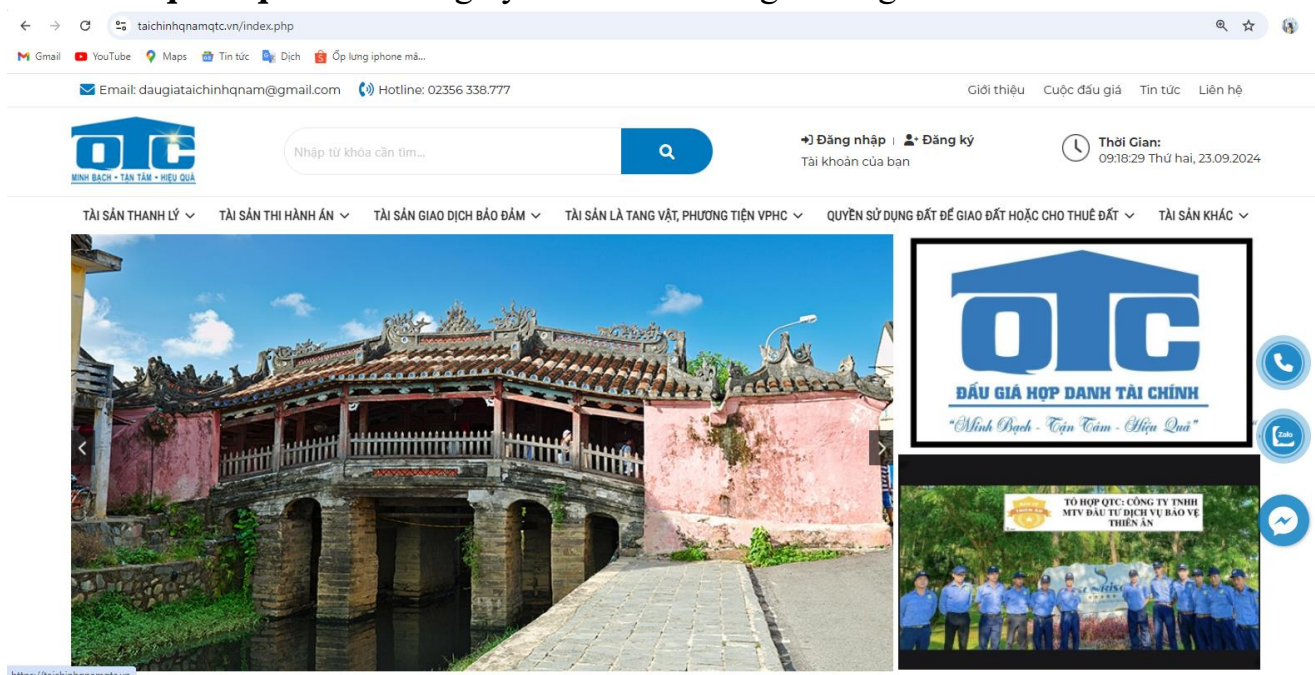 taichinhqnamqtc.vn/index.php
Gmail YouTube Maps Tin tức Dịch Ốp lưng iphone mã...
Email: daugiataichinhqnam@gmail.com Hotline: 02356 338.777 Giới thiệu Cuộc đấu giá Tin tức Liên hệ
QTC
MINH BẠCH - TẬN TÂM - HIỆU QUẢ
Nhập từ khóa cần tìm...
Đăng nhập | Đăng ký
Tài khoản của bạn
Thời Gian:
09:18:29 Thứ hai, 23.09.2024
TÀI SẢN THANH LÝ TÀI SẢN THI HÀNH ÁN TÀI SẢN GIAO DỊCH BẢO ĐẢM TÀI SẢN LÀ TANG VẬT, PHƯƠNG TIỆN VPHC QUYỀN SỬ DỤNG ĐẤT ĐỂ GIAO ĐẤT HOẶC CHO THUÊ ĐẤT TÀI SẢN KHÁC
QTC
ĐẤU GIÁ HỢP DANH TÀI CHÍNH
"Minh Bạch - Tận Tâm - Hiệu Quả"
Zalo
THIÊN ÂN
TỔ HỢP QTC: CÔNG TY TNHH
MTV ĐẦU TƯ DỊCH VỤ BẢO VỆ
THIÊN ÂN